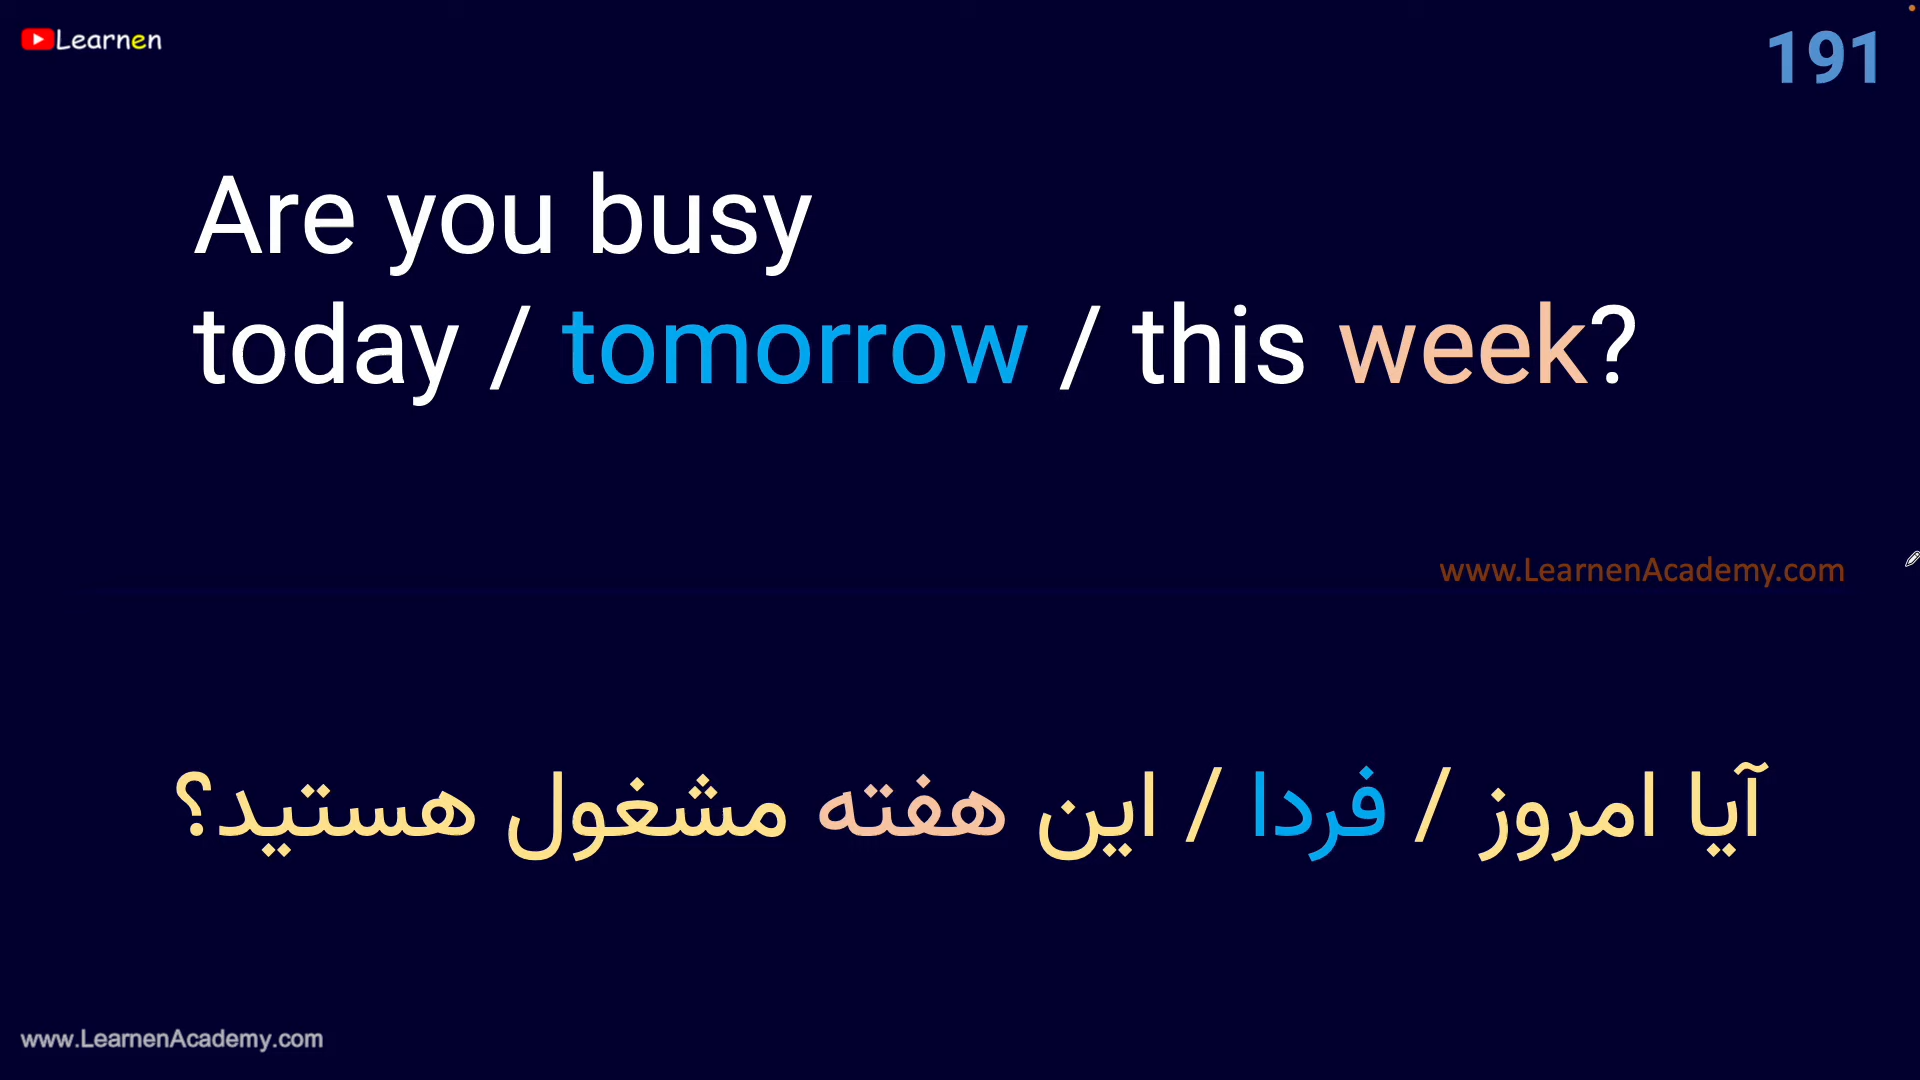 Learnen
191
Are you busy
today / tomorrow / this week?
www.LearnenAcademy.com
آیا امروز / فردا / این هفته مشغول هستید؟
www.LearnenAcademy.com